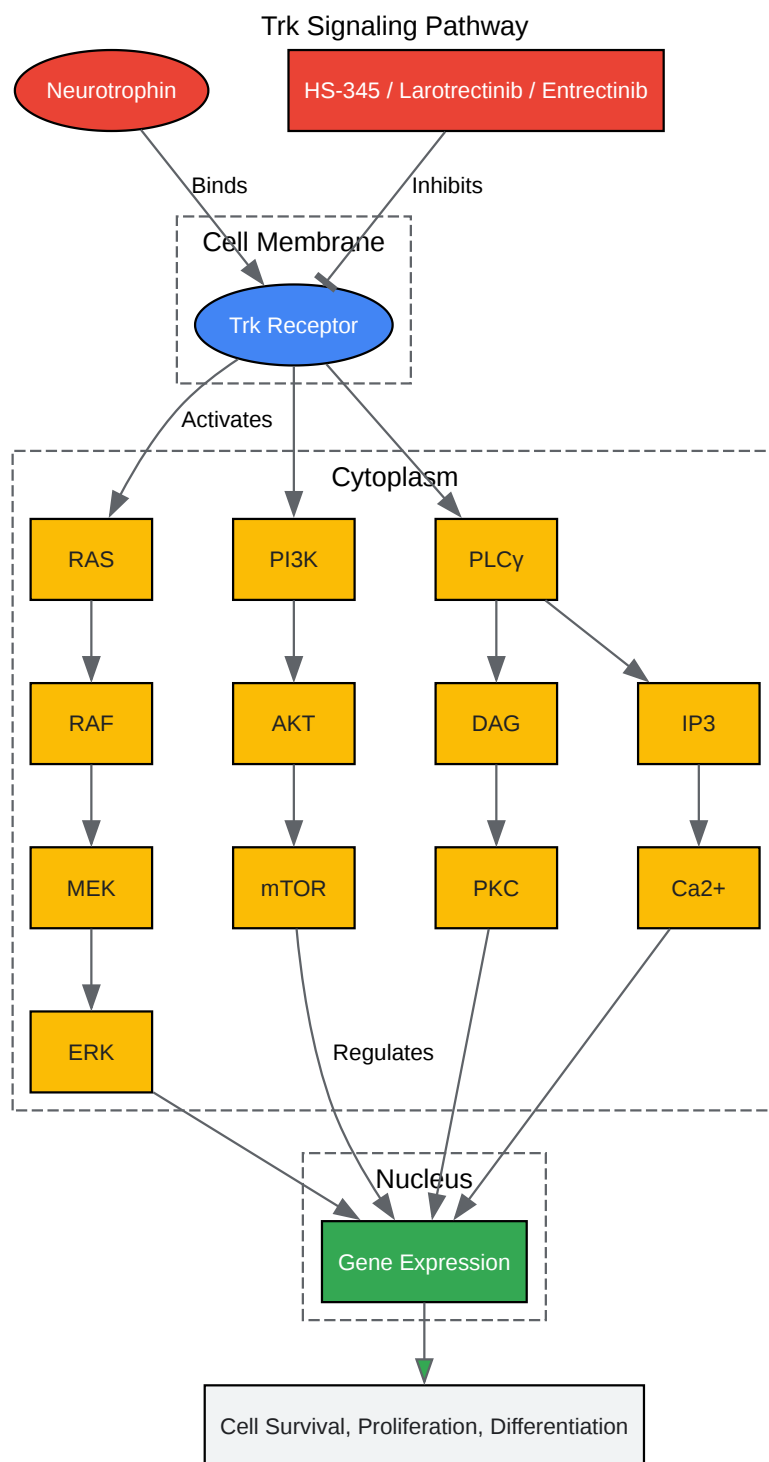 Trk Signaling Pathway
Neurotrophin
HS-345 / Larotrectinib / Entrectinib
Binds
Inhibits
Cell Membrane
Trk Receptor
Activates
Cytoplasm
RAS
PI3K
PLCγ
RAF
AKT
DAG
IP3
MEK
mTOR
PKC
Ca2+
ERK
Regulates
Nucleus
Gene Expression
Cell Survival, Proliferation, Differentiation